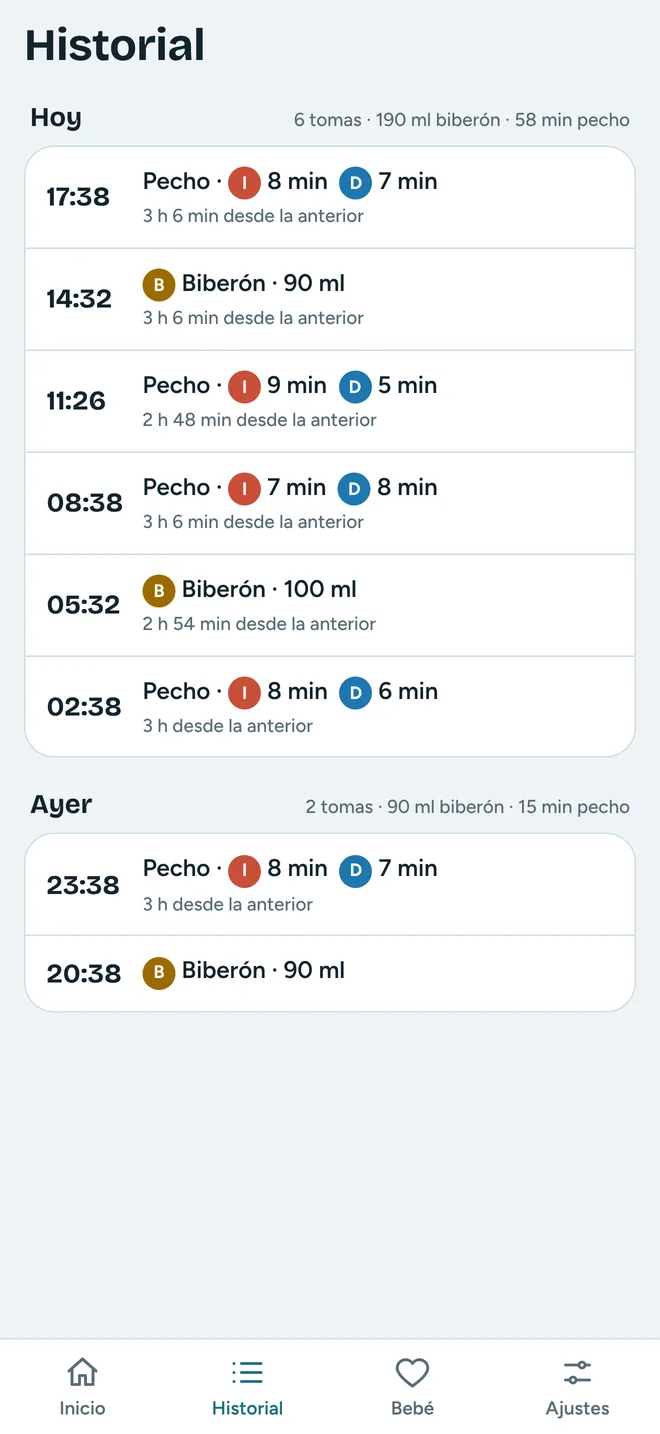 Historial
Hoy
6 tomas · 190 ml biberón · 58 min pecho
17:38
Pecho · I 8 min D 7 min
3 h 6 min desde la anterior
14:32
B Biberón · 90 ml
3 h 6 min desde la anterior
11:26
Pecho · I 9 min D 5 min
2 h 48 min desde la anterior
08:38
Pecho · I 7 min D 8 min
3 h 6 min desde la anterior
05:32
B Biberón · 100 ml
2 h 54 min desde la anterior
02:38
Pecho · I 8 min D 6 min
3 h desde la anterior
Ayer
2 tomas · 90 ml biberón · 15 min pecho
23:38
Pecho · I 8 min D 7 min
3 h desde la anterior
20:38
B Biberón · 90 ml
Inicio
Historial
Bebé
Ajustes